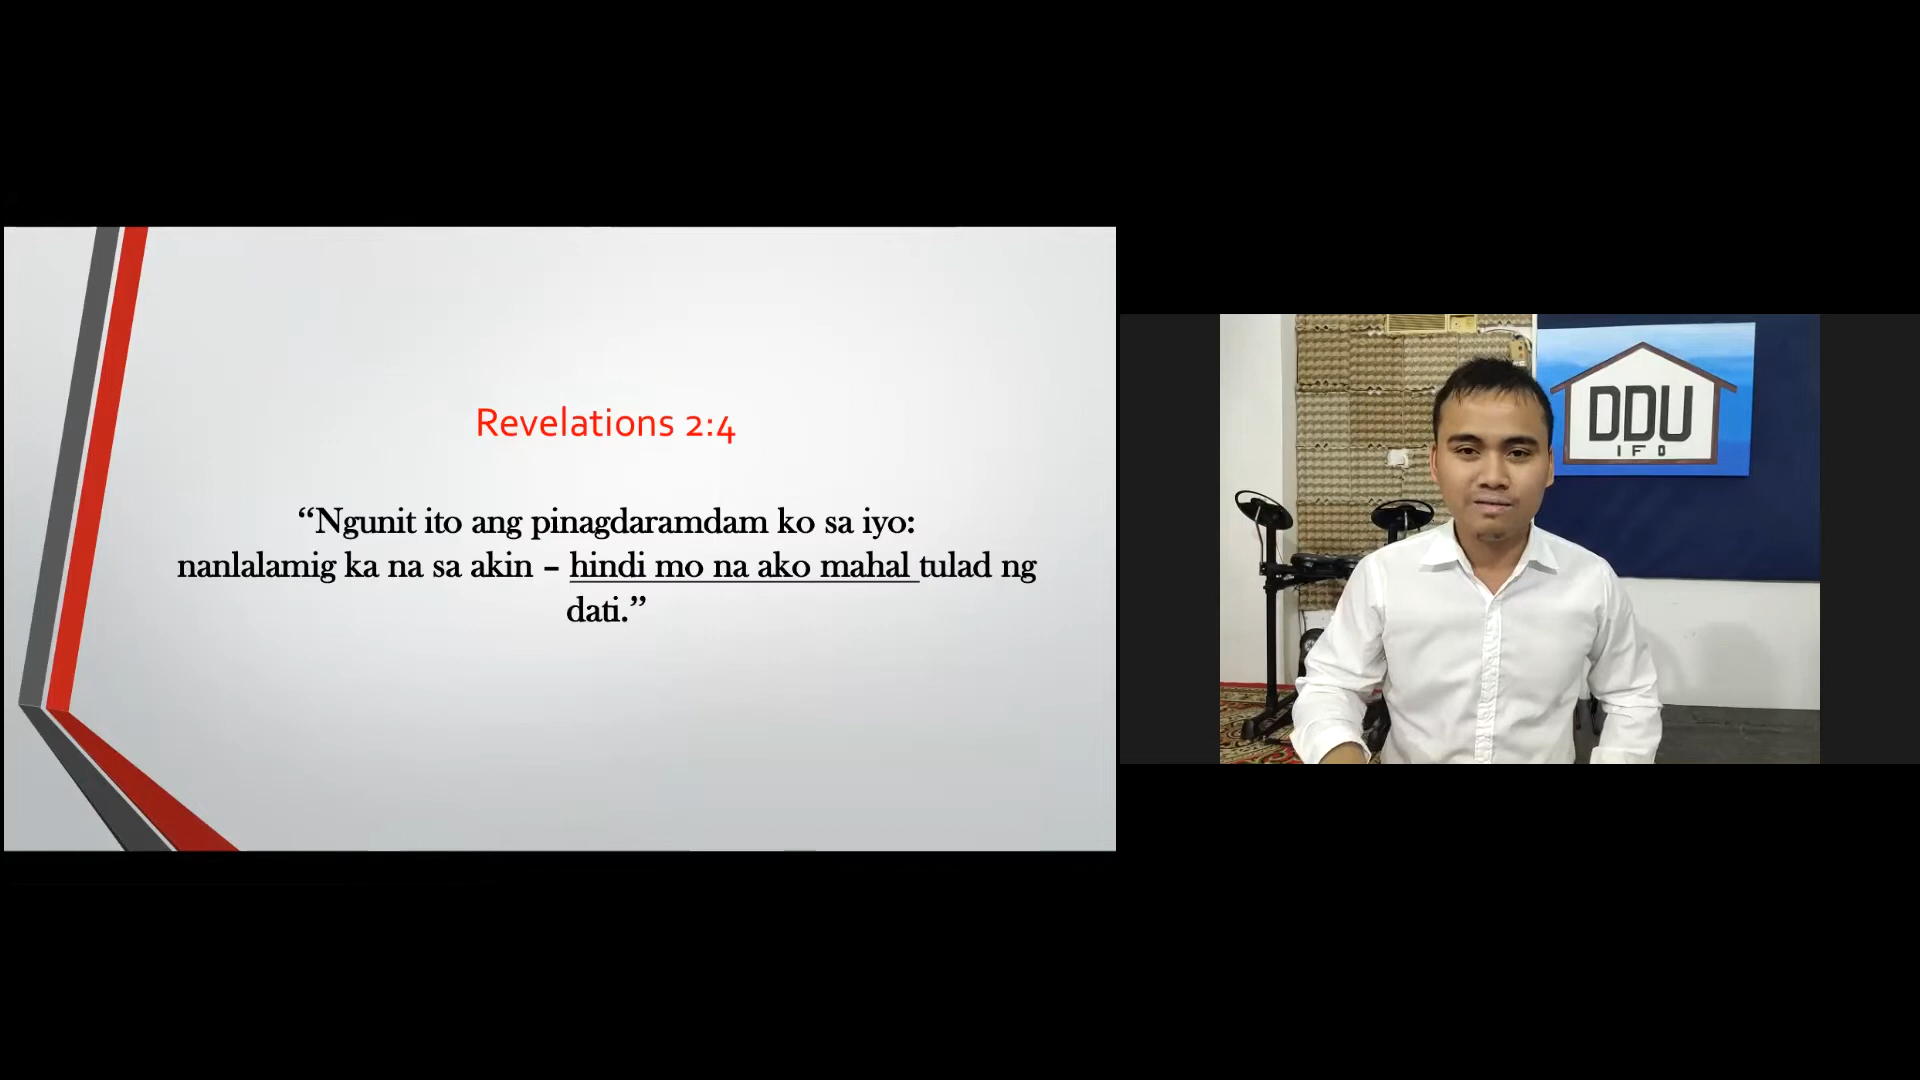 Revelations 2:4
“Ngunit ito ang pinagdaramdam ko sa iyo:
nanlalamig ka na sa akin – hindi mo na ako mahal tulad ng
dati.”
DDU
IFO